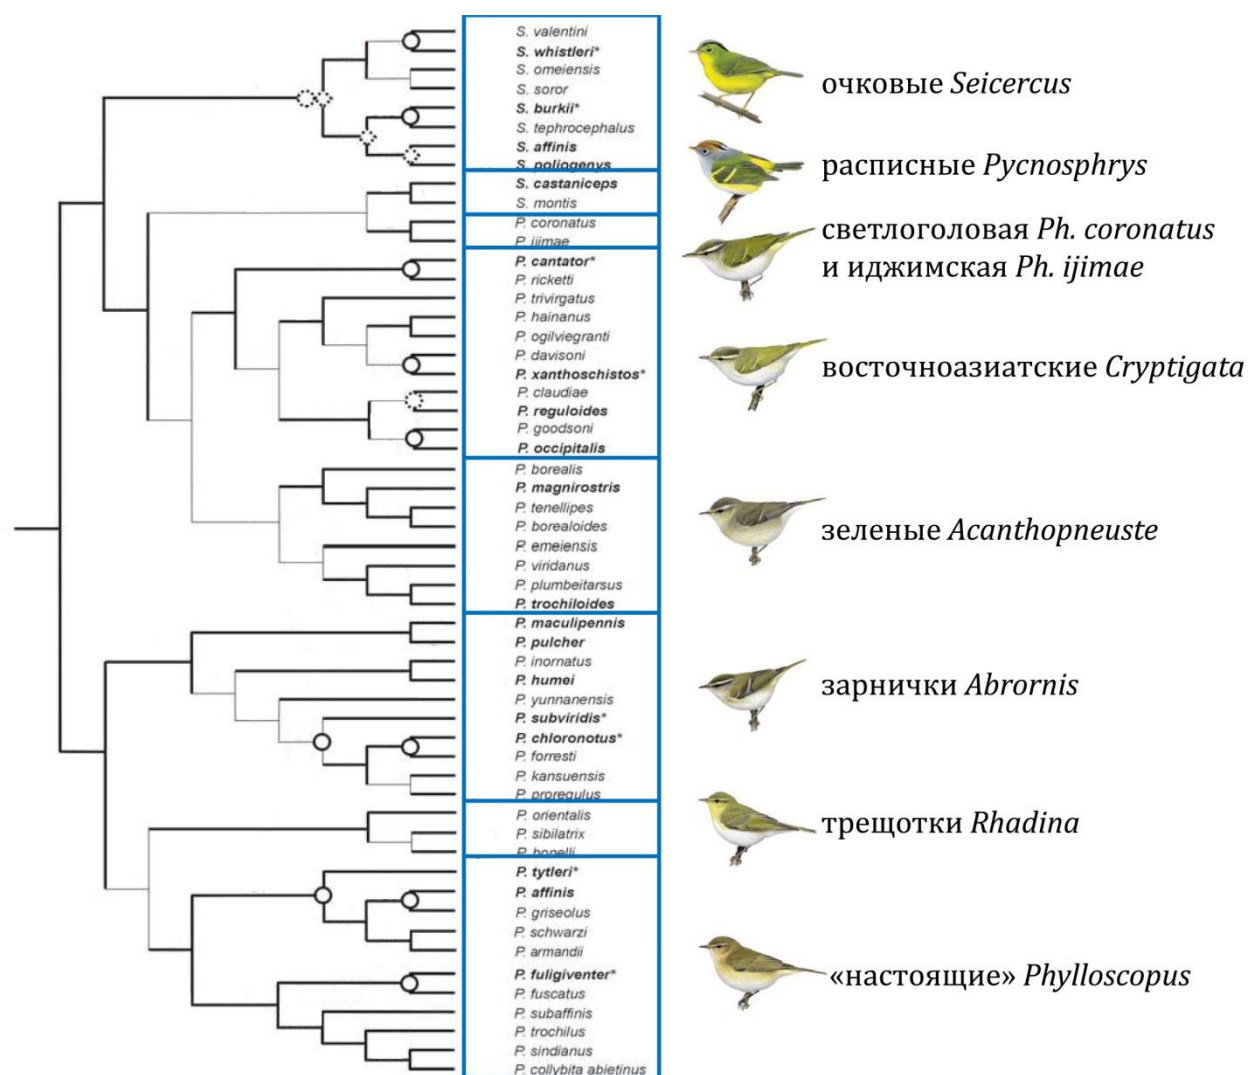 S. valentini
S. whistleri*
S. omeiensis
S. soror
S. burkii*
S. tephrocephalus
S. affinis
S. poliogenys
S. castaniceps
S. montis
P. coronatus
P. ijimae
P. cantator*
P. ricketti
P. trivirgatus
P. hainanus
P. ogilviegranti
P. davisoni
P. xanthoschistos*
P. claudiae
P. reguloides
P. goodsoni
P. occipitalis
P. borealis
P. magnirostris
P. tenellipes
P. borealoides
P. emeiensis
P. viridanus
P. plumbeitarsus
P. trochiloides
P. maculipennis
P. pulcher
P. inornatus
P. humei
P. yunnanensis
P. subviridis*
P. chloronotus*
P. forresti
P. kansuensis
P. proregulus
P. orientalis
P. sibilatrix
P. bonelli
P. tytleri*
P. affinis
P. griseolus
P. schwarzi
P. armandii
P. fuligiventer*
P. fuscatus
P. subaffinis
P. trochilus
P. sindianus
P. collybita abietinus
очковые Seicercus
расписные Pycnosphrys
светлоголовая Ph. coronatus
и иджимская Ph. ijimae
восточноазиатские Cryptigata
зеленые Acanthopneuste
зарнички Abrornis
трещотки Rhadina
«настоящие» Phylloscopus